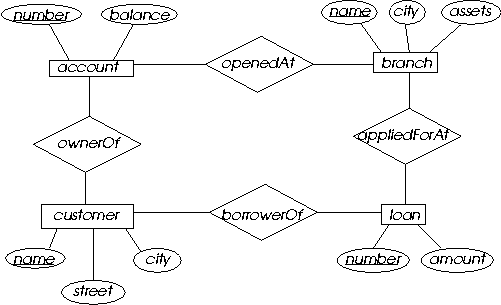 number
balance
name
city
assets
account
openedAt
branch
ownerOf
appliedForAt
customer
borrowerOf
loan
name
street
city
number
amount